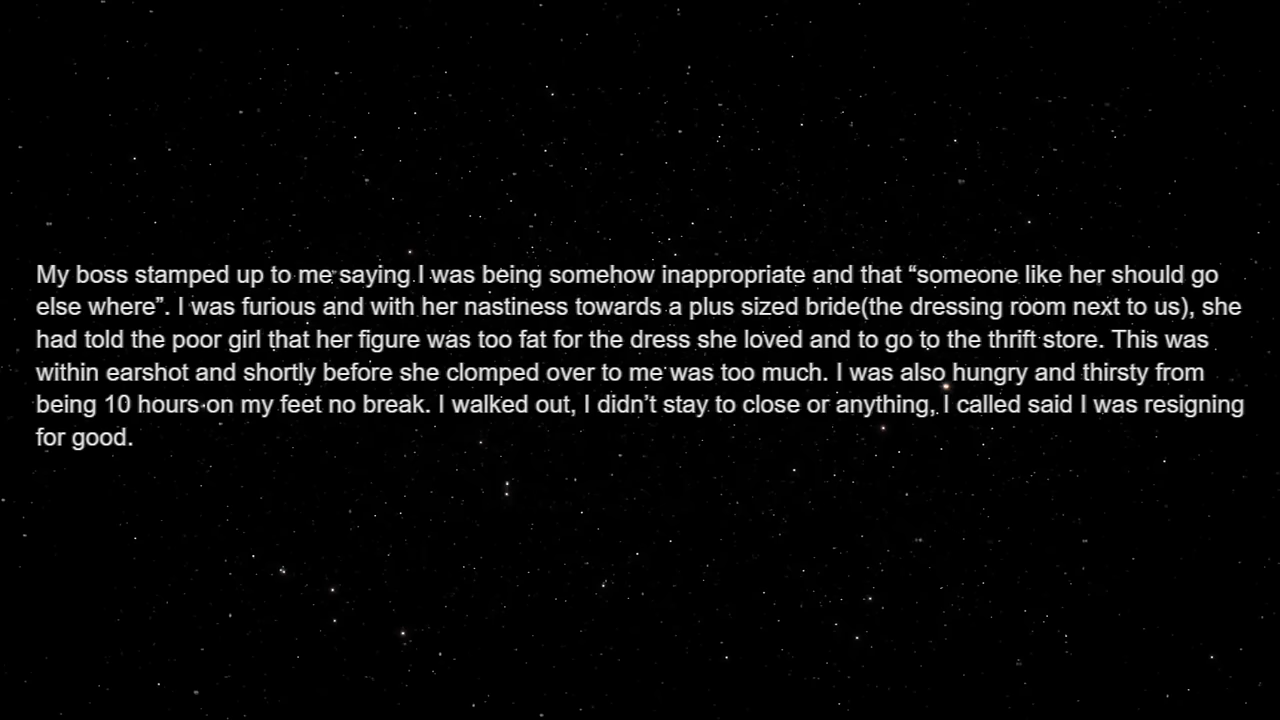 My boss stamped up to me saying I was being somehow inappropriate and that “someone like her should go
else where”. I was furious and with her nastiness towards a plus sized bride(the dressing room next to us), she
had told the poor girl that her figure was too fat for the dress she loved and to go to the thrift store. This was
within earshot and shortly before she clomped over to me was too much. I was also hungry and thirsty from
being 10 hours on my feet no break. I walked out, I didn’t stay to close or anything, I called said I was resigning
for good.